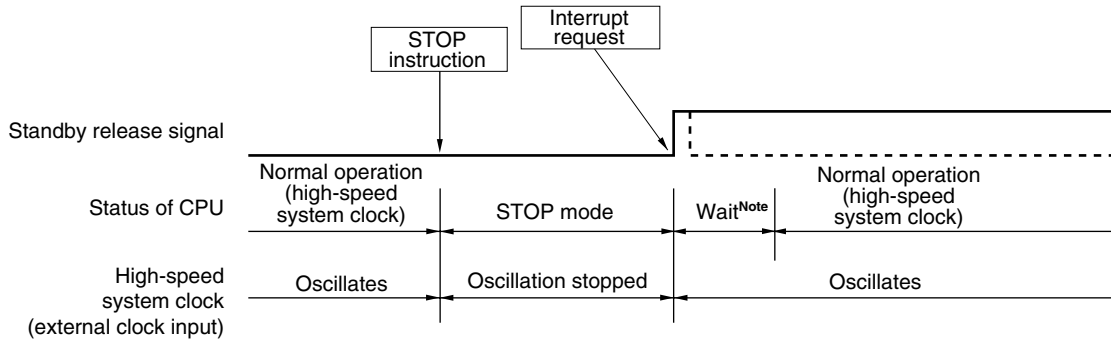 Interrupt
request
STOP
instruction
Standby release signal
Normal operation
(high-speed
system clock)
Normal operation
(high-speed
system clock)
Status of CPU
STOP mode
WaitNote
High-speed
system clock
(external clock input)
Oscillates
Oscillation stopped
Oscillates